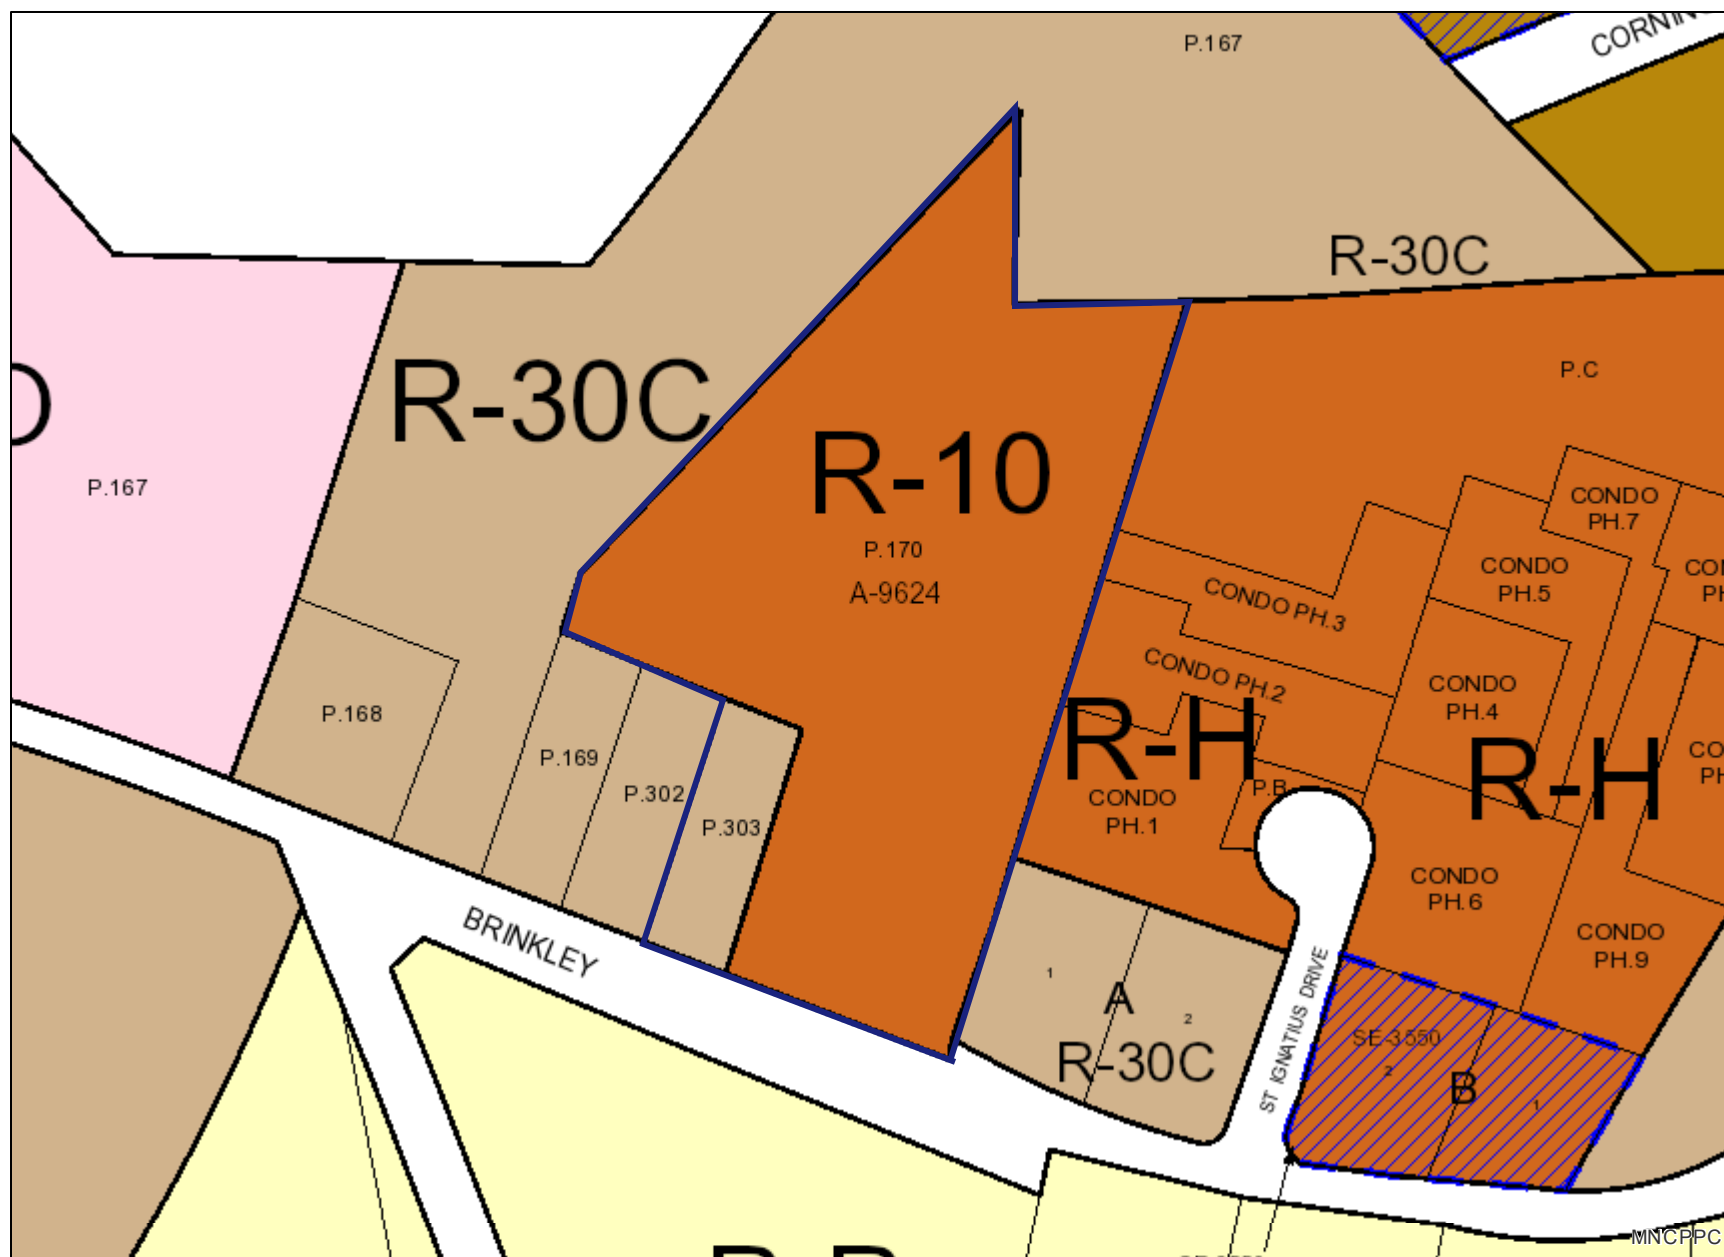 P.167
CORNIN
R-30C
P.C
R-30C
R-10
P.167
P.170
A-9624
CONDO
PH.7
CONDO
PH.5
CONDO PH.3
CONDO PH.2
CONDO
PH.4
P.168
P.169
P.302
P.303
R-H
R-H
P.B
CONDO
PH.1
CONDO
PH.6
CONDO
PH.9
BRINKLEY
1
A
2
R-30C
ST IGNATIUS DRIVE
SE-3550
2
B
1
MNCPPC